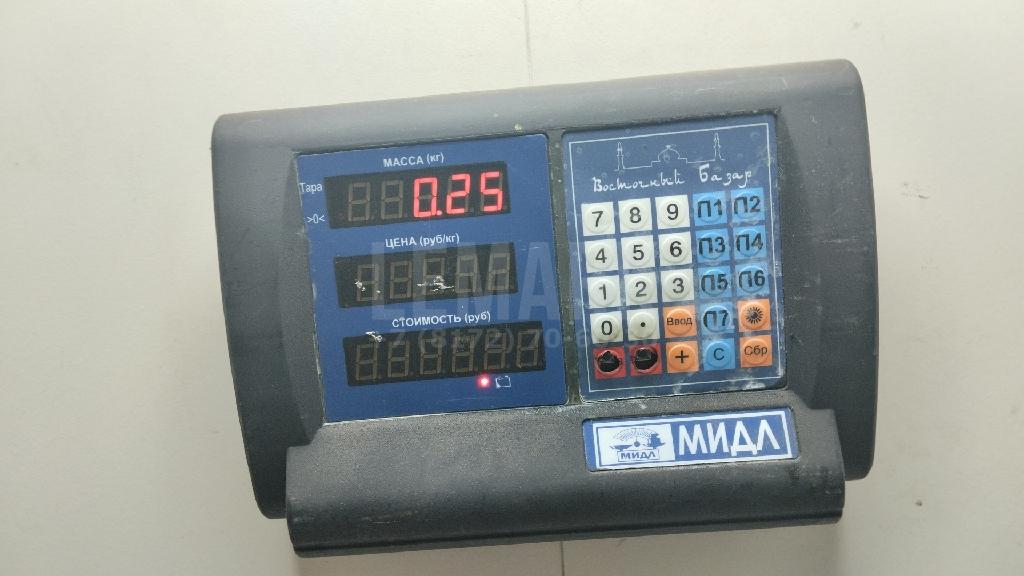 МАССА (кг)
Тара
0.25
>0<
ЦЕНА (руб/кг)
СТОИМОСТЬ (руб)
Восточный Базар
7 8 9 П1 П2
4 5 6 П3 П4
1 2 3 П5 П6
0 . Ввод П7
+ С Сбр
МИДЛ
МИДЛ